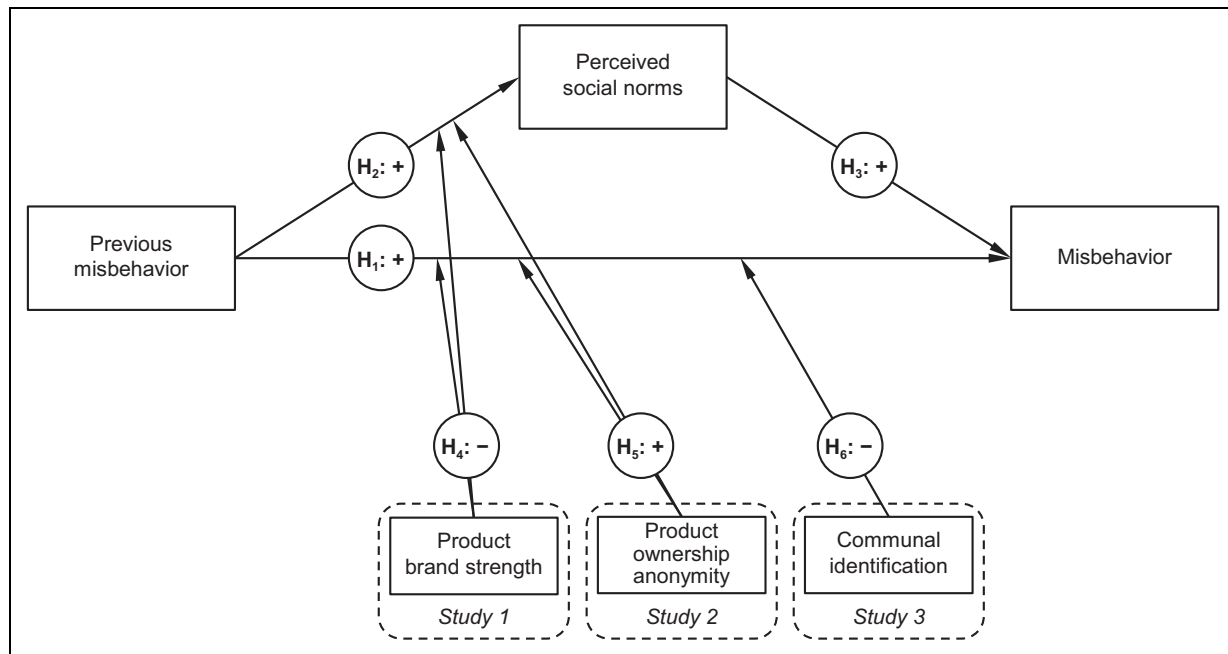 Perceived
social norms
H₂: +
H₃: +
Previous
misbehavior
H₁: +
Misbehavior
H₄: −
H₅: +
H₆: −
Product
brand strength
Product
ownership
anonymity
Communal
identification
Study 1
Study 2
Study 3